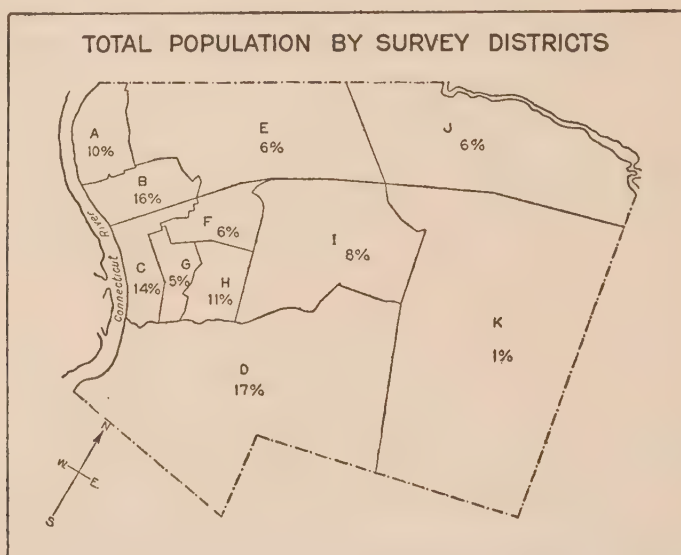 TOTAL POPULATION BY SURVEY DISTRICTS
A
10%
E
6%
J
6%
B
16%
River
Connecticut
F
6%
I
8%
C
14%
G
5%
H
11%
K
1%
D
17%
N
W
E
S